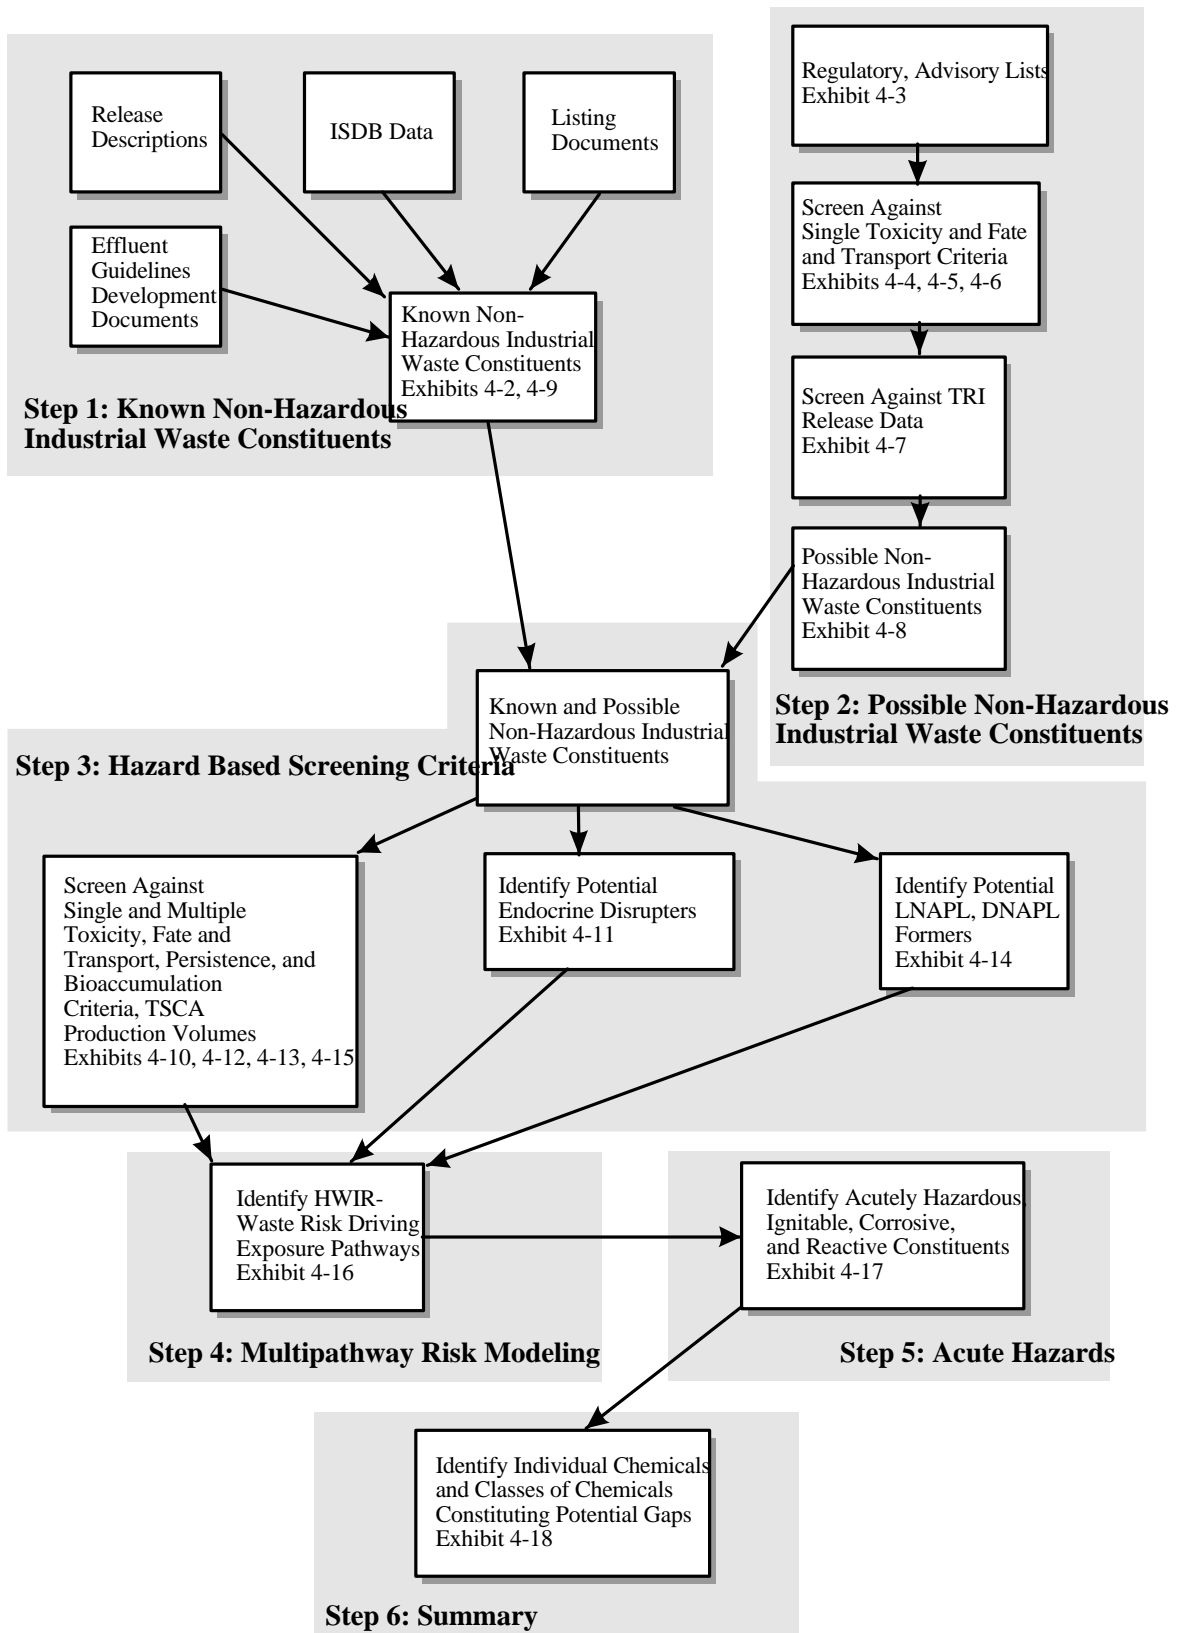 Release
Descriptions
ISDB Data
Listing
Documents
Effluent
Guidelines
Development
Documents
Known Non-
Hazardous Industrial
Waste Constituents
Exhibits 4-2, 4-9
Step 1: Known Non-Hazardous
Industrial Waste Constituents
Regulatory, Advisory Lists
Exhibit 4-3
Screen Against
Single Toxicity and Fate
and Transport Criteria
Exhibits 4-4, 4-5, 4-6
Screen Against TRI
Release Data
Exhibit 4-7
Possible Non-
Hazardous Industrial
Waste Constituents
Exhibit 4-8
Step 2: Possible Non-Hazardous
Industrial Waste Constituents
Known and Possible
Non-Hazardous Industrial
Waste Constituents
Step 3: Hazard Based Screening Criteria
Screen Against
Single and Multiple
Toxicity, Fate and
Transport, Persistence, and
Bioaccumulation
Criteria, TSCA
Production Volumes
Exhibits 4-10, 4-12, 4-13, 4-15
Identify Potential
Endocrine Disrupters
Exhibit 4-11
Identify Potential
LNAPL, DNAPL
Formers
Exhibit 4-14
Identify HWIR-
Waste Risk Driving
Exposure Pathways
Exhibit 4-16
Step 4: Multipathway Risk Modeling
Identify Acutely Hazardous,
Ignitable, Corrosive,
and Reactive Constituents
Exhibit 4-17
Step 5: Acute Hazards
Identify Individual Chemicals
and Classes of Chemicals
Constituting Potential Gaps
Exhibit 4-18
Step 6: Summary